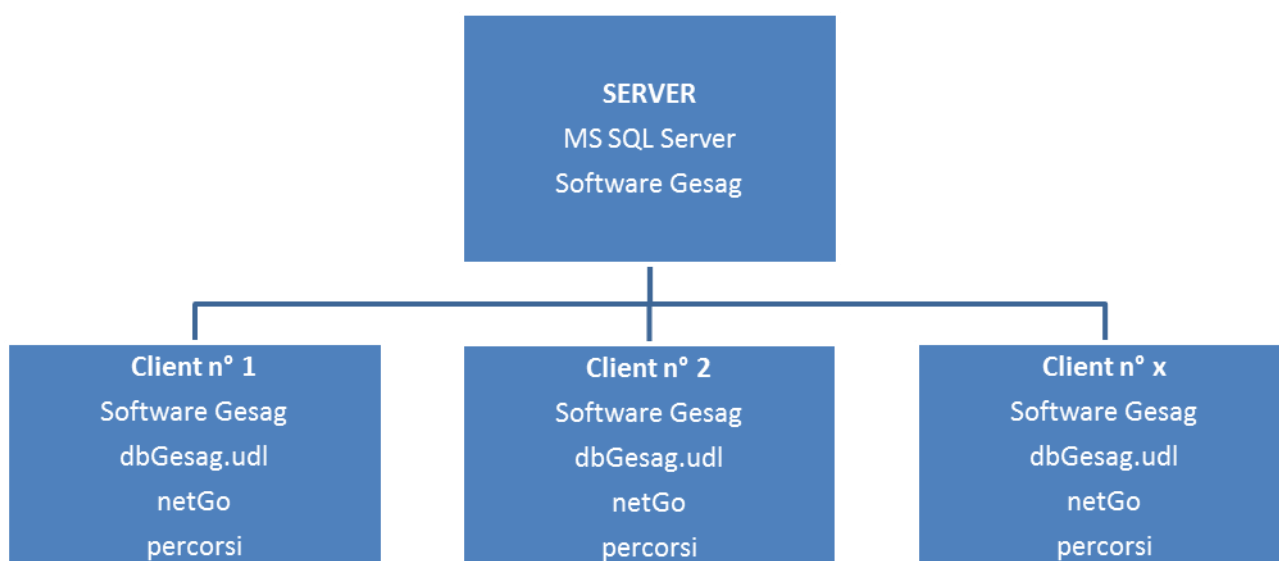 SERVER
MS SQL Server
Software Gesag
Client n° 1
Software Gesag
dbGesag.udl
netGo
percorsi
Client n° 2
Software Gesag
dbGesag.udl
netGo
percorsi
Client n° x
Software Gesag
dbGesag.udl
netGo
percorsi